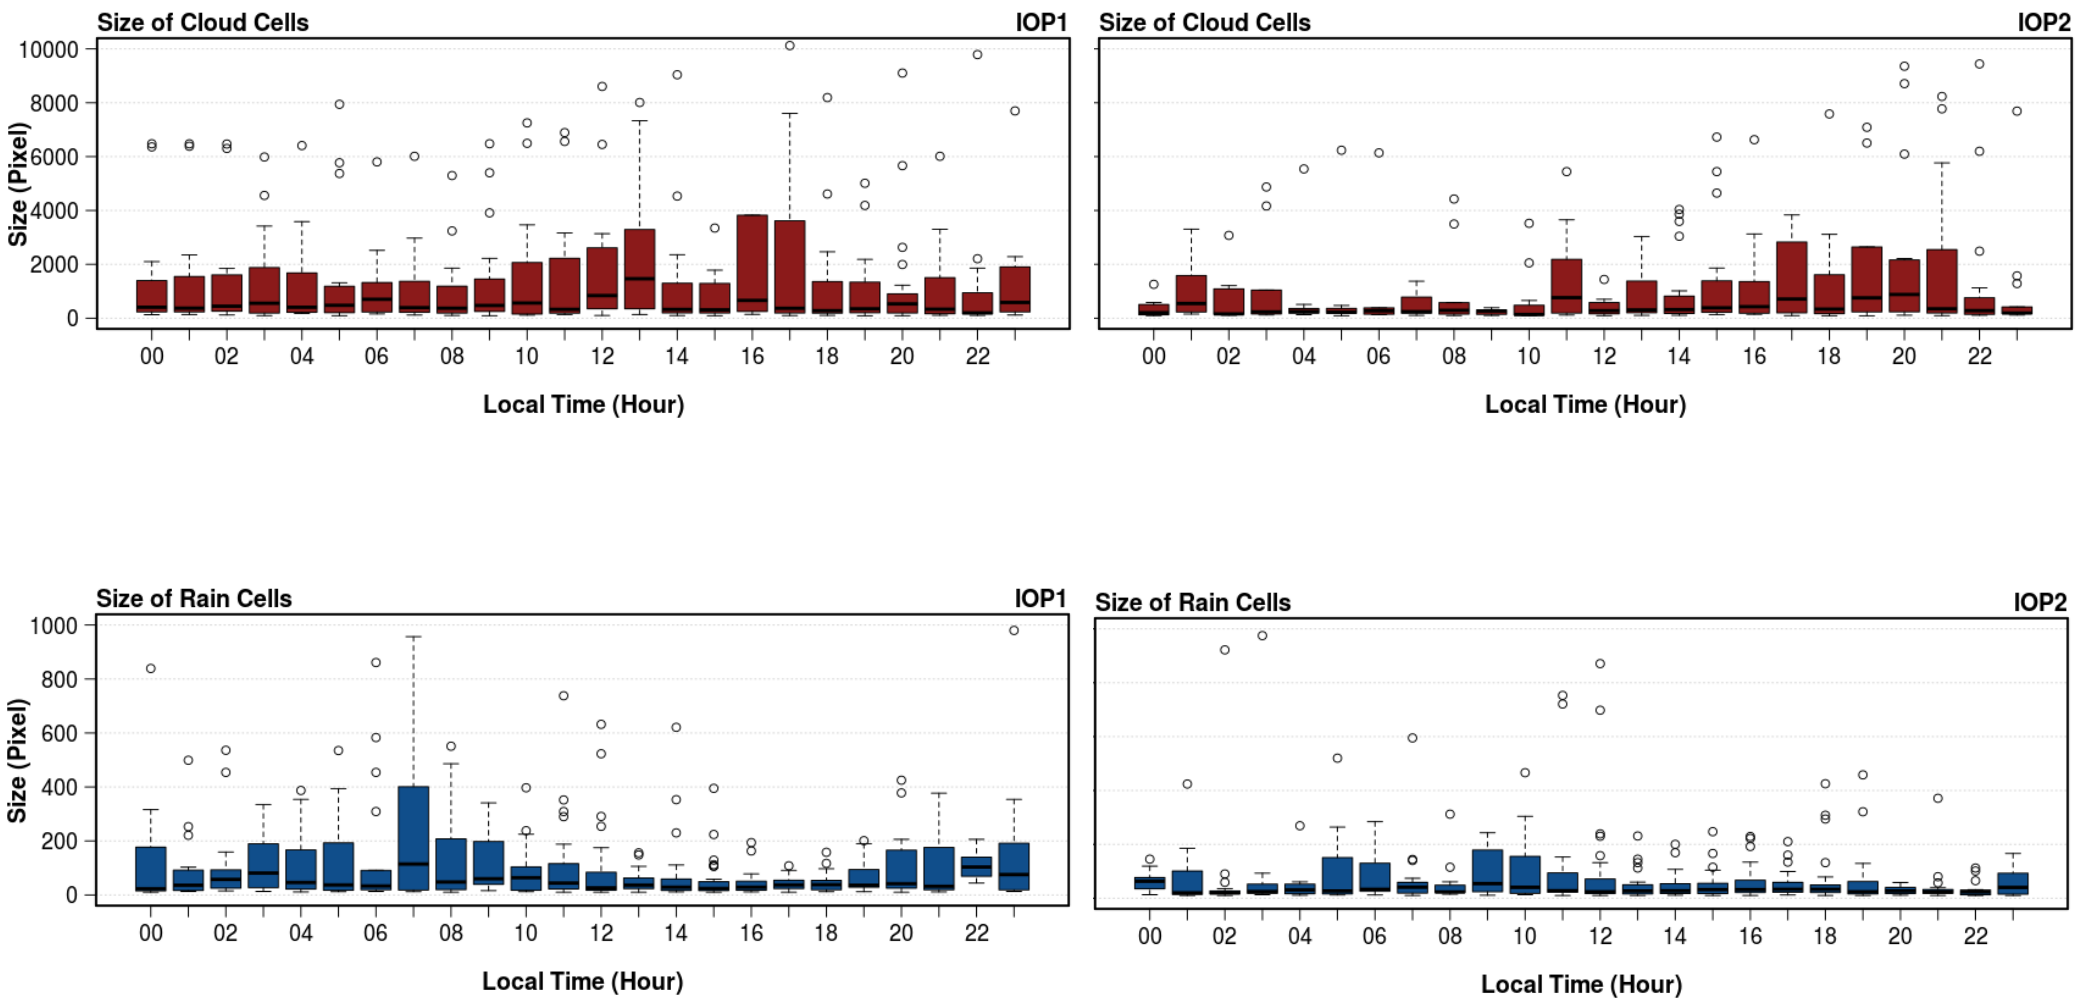 Size of Cloud Cells IOP1
Size (Pixel)
10000
8000
6000
4000
2000
0
00 02 04 06 08 10 12 14 16 18 20 22
Local Time (Hour)
Size of Cloud Cells IOP2
00 02 04 06 08 10 12 14 16 18 20 22
Local Time (Hour)
Size of Rain Cells IOP1
Size (Pixel)
1000
800
600
400
200
0
00 02 04 06 08 10 12 14 16 18 20 22
Local Time (Hour)
Size of Rain Cells IOP2
00 02 04 06 08 10 12 14 16 18 20 22
Local Time (Hour)